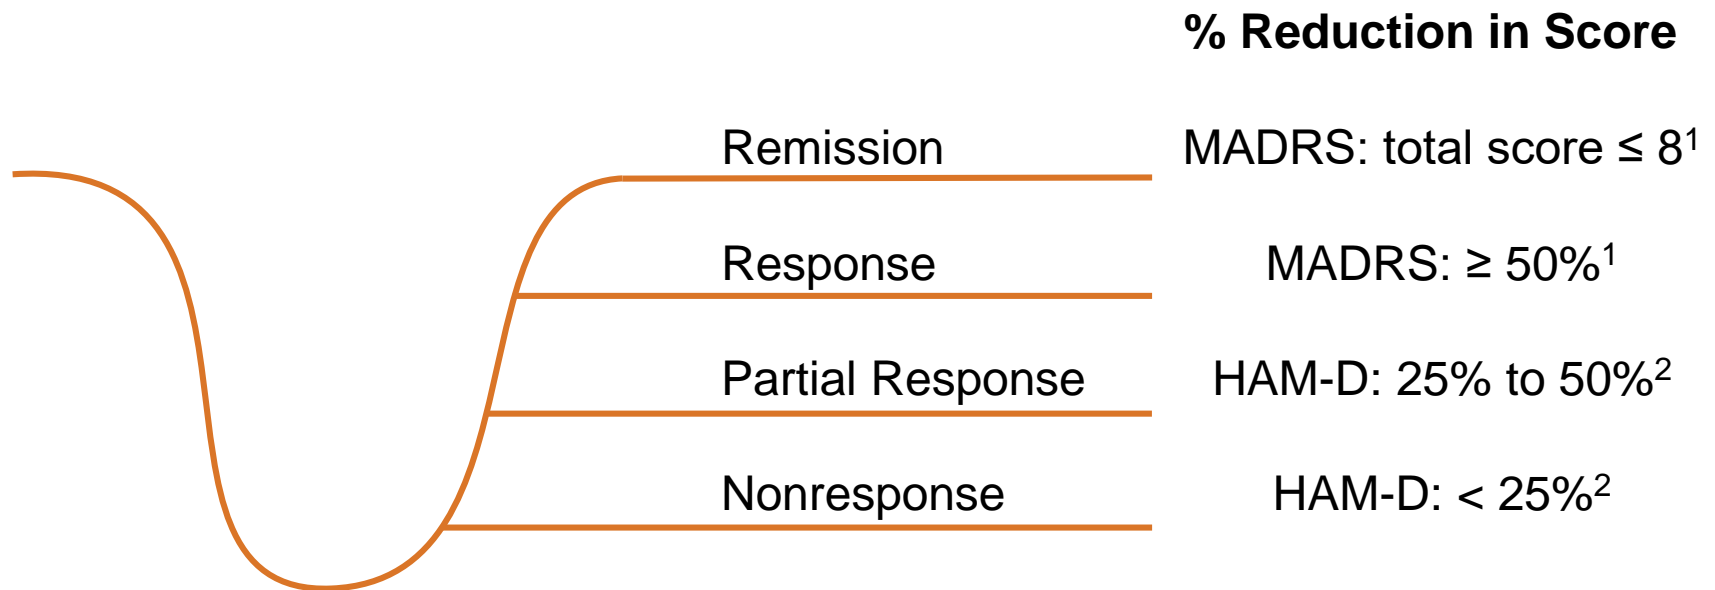 % Reduction in Score
Remission MADRS: total score ≤ 8¹
Response MADRS: ≥ 50%¹
Partial Response HAM-D: 25% to 50%²
Nonresponse HAM-D: < 25%²